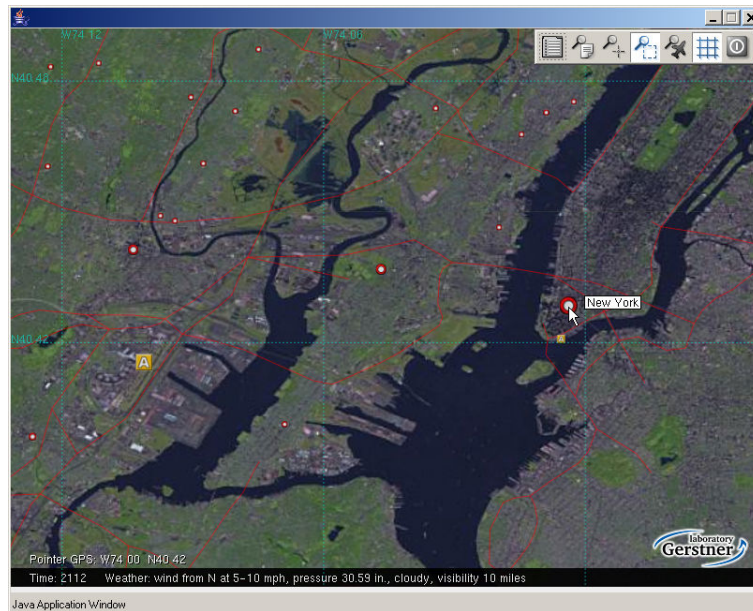 W74.12
W74.06
N40.48
New York
N40.42
A
A
laboratory
Gerstner
Pointer GPS: W74 00 N40 42
Time: 2112 Weather: wind from N at 5-10 mph, pressure 30.59 in., cloudy, visibility 10 miles
Java Application Window